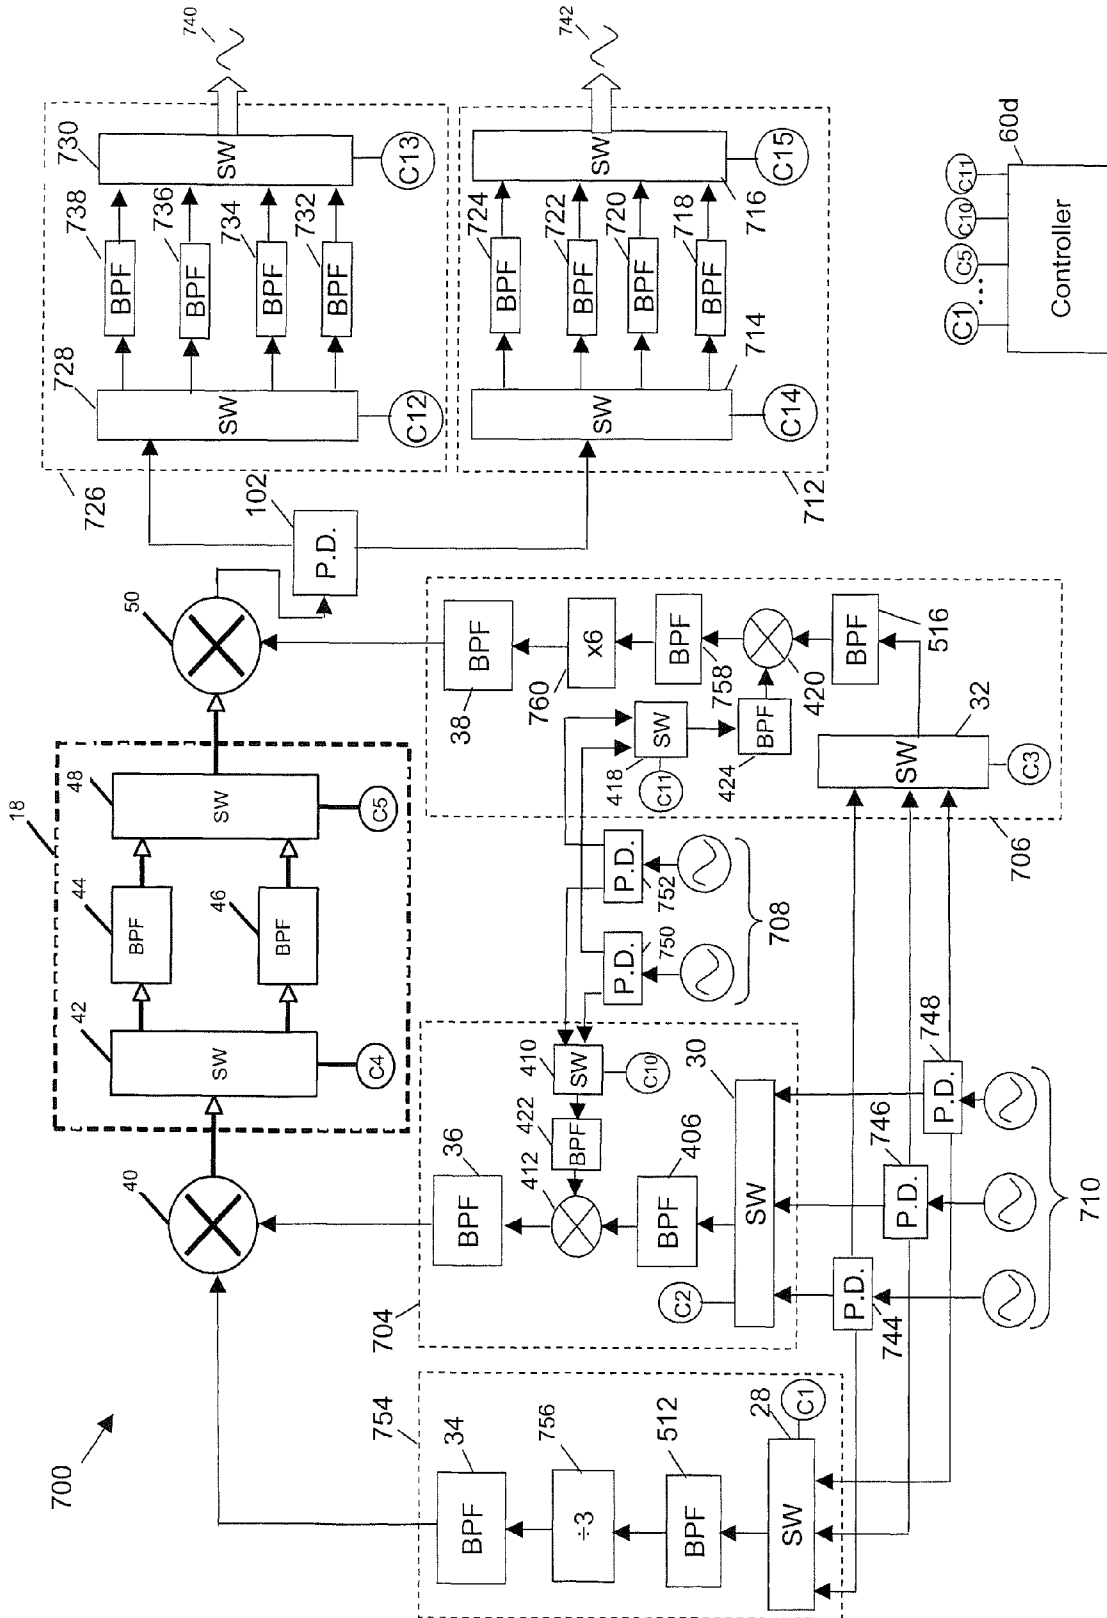 700
754
34
BPF
756
÷3
512
BPF
28
SW
C1
40
704
36
BPF
412
422
BPF
410
SW
C10
406
BPF
30
SW
C2
744
P.D.
746
P.D.
748
P.D.
710
18
42
SW
C4
44
BPF
46
BPF
48
SW
C5
50
P.D.
750
P.D.
752
708
706
38
BPF
760
x6
BPF
758
418
SW
C11
424
BPF
420
BPF
516
32
SW
C3
102
P.D.
726
728
SW
C12
738
BPF
736
BPF
734
BPF
732
BPF
730
SW
C13
740
712
714
SW
C14
724
BPF
722
BPF
720
BPF
718
BPF
716
SW
C15
742
C1
...
C5
C10
C11
60d
Controller